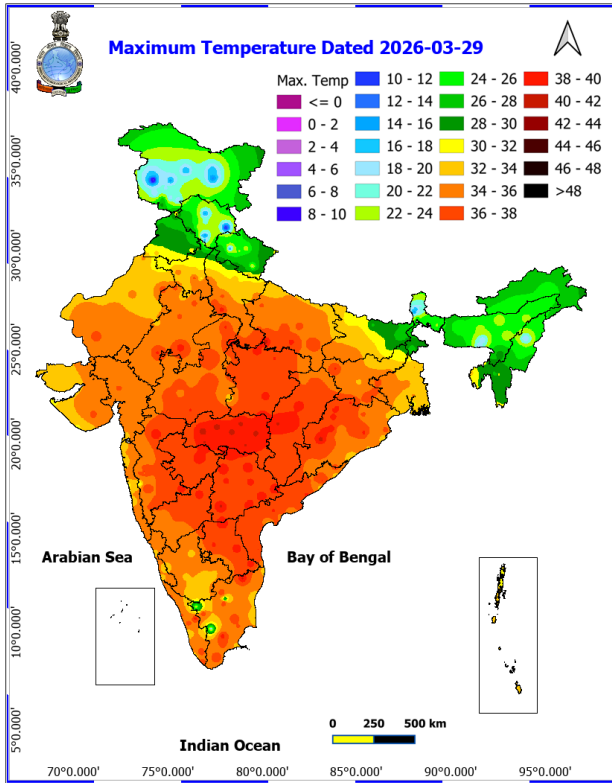 Maximum Temperature Dated 2026-03-29
Max. Temp
<= 0
0 - 2
2 - 4
4 - 6
6 - 8
8 - 10
10 - 12
12 - 14
14 - 16
16 - 18
18 - 20
20 - 22
22 - 24
24 - 26
26 - 28
28 - 30
30 - 32
32 - 34
34 - 36
36 - 38
38 - 40
40 - 42
42 - 44
44 - 46
46 - 48
>48
40°0.000'
35°0.000'
30°0.000'
25°0.000'
20°0.000'
15°0.000'
10°0.000'
5°0.000'
Arabian Sea
Bay of Bengal
Indian Ocean
0 250 500 km
70°0.000' 75°0.000' 80°0.000' 85°0.000' 90°0.000' 95°0.000'